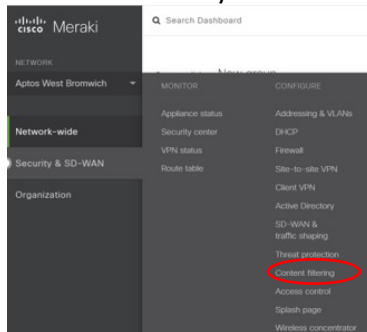 cisco Meraki
Search Dashboard
NETWORK
Aptos West Bromwich
Network-wide
Security & SD-WAN
Organization
New group
MONITOR
Appliance status
Security center
VPN status
Route table
CONFIGURE
Addressing & VLANs
DHCP
Firewall
Site-to-site VPN
Client VPN
Active Directory
SD-WAN &
traffic shaping
Threat protection
Content filtering
Access control
Splash page
Wireless concentrator